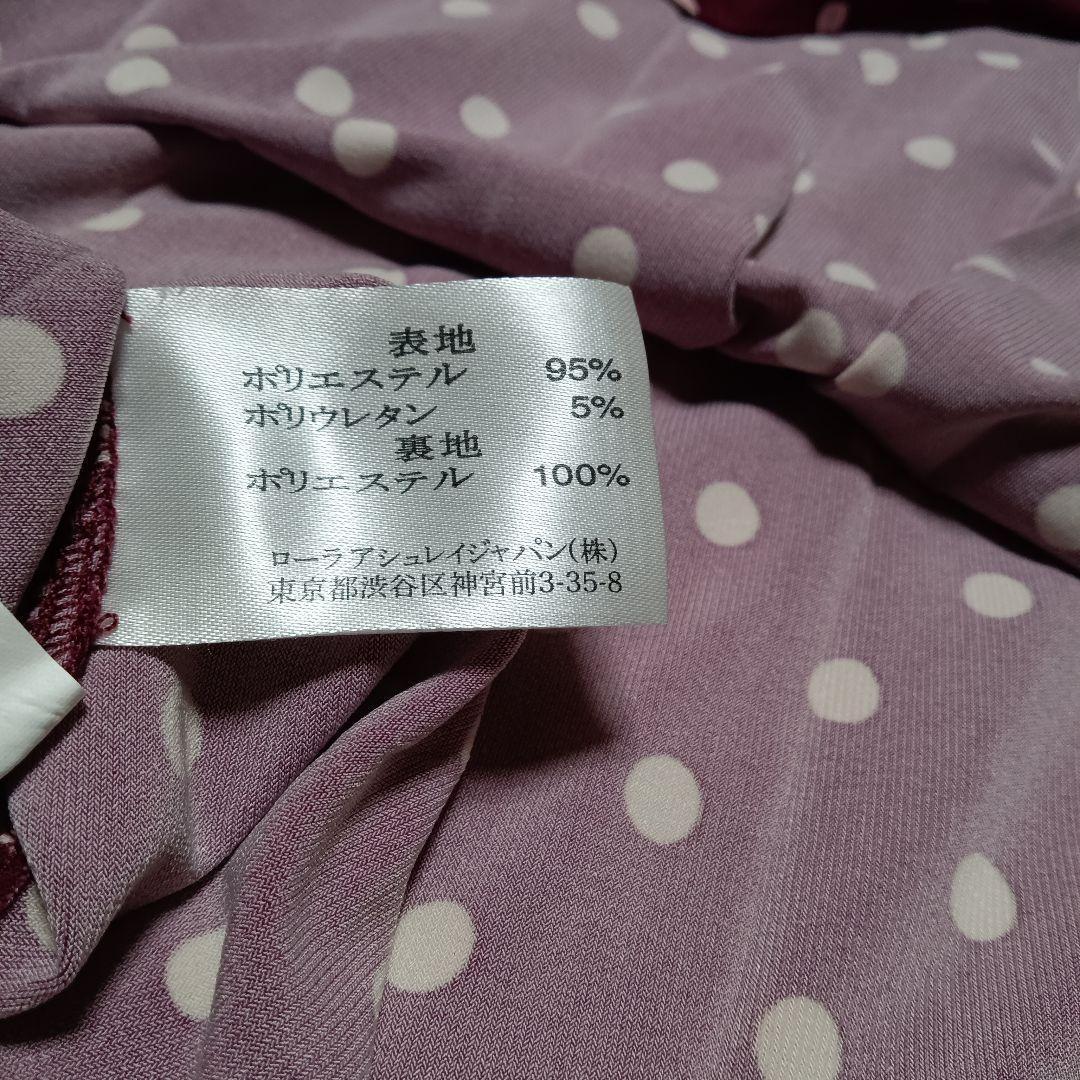 表地
ポリエステル 95%
ポリウレタン 5%
裏地
ポリエステル 100%
ローラ アシュレイジャパン(株)
東京都渋谷区神宮前3-35-8